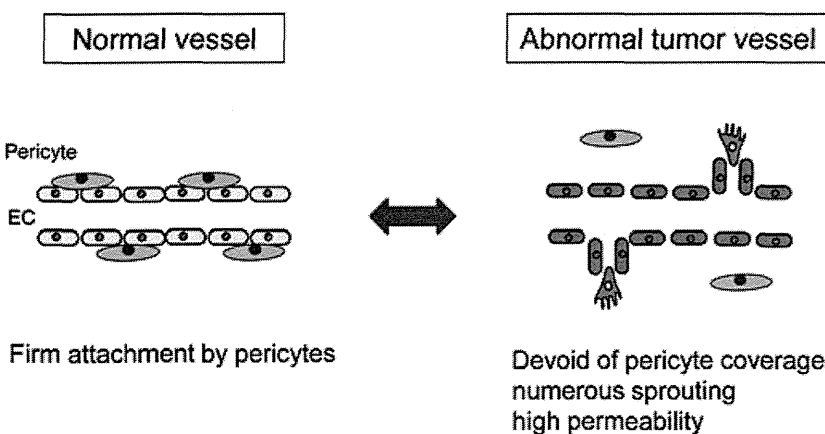 Normal vessel
Abnormal tumor vessel
Pericyte
EC
Firm attachment by pericytes
Devoid of pericyte coverage
numerous sprouting
high permeability